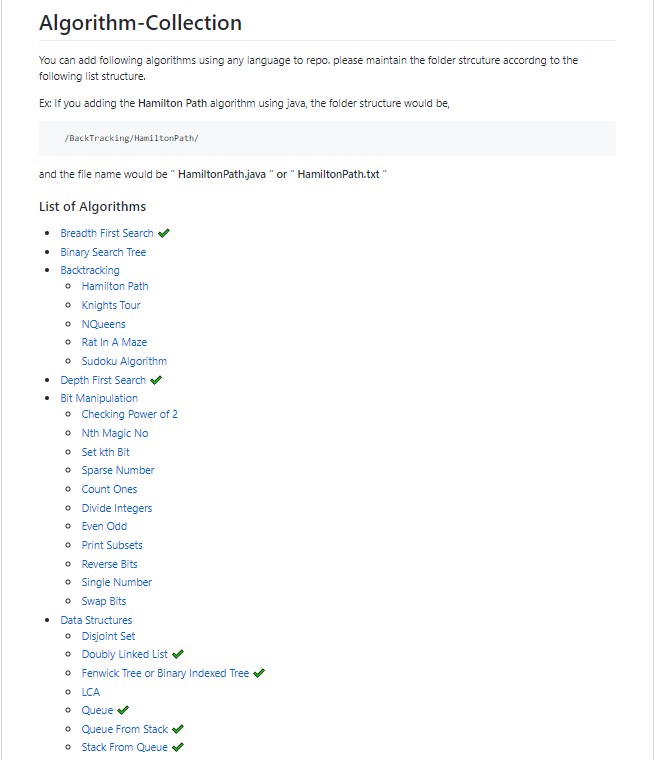 Algorithm-Collection
You can add following algorithms using any language to repo. please maintain the folder strcuture accordng to the
following list structure.
Ex: If you adding the Hamilton Path algorithm using java, the folder structure would be,
/BackTracking/HamiltonPath/
and the file name would be " HamiltonPath.java " or " HamiltonPath.txt "
List of Algorithms
Breadth First Search ✔
Binary Search Tree
Backtracking
Hamilton Path
Knights Tour
NQueens
Rat In A Maze
Sudoku Algorithm
Depth First Search ✔
Bit Manipulation
Checking Power of 2
Nth Magic No
Set kth Bit
Sparse Number
Count Ones
Divide Integers
Even Odd
Print Subsets
Reverse Bits
Single Number
Swap Bits
Data Structures
Disjoint Set
Doubly Linked List ✔
Fenwick Tree or Binary Indexed Tree ✔
LCA
Queue ✔
Queue From Stack ✔
Stack From Queue ✔